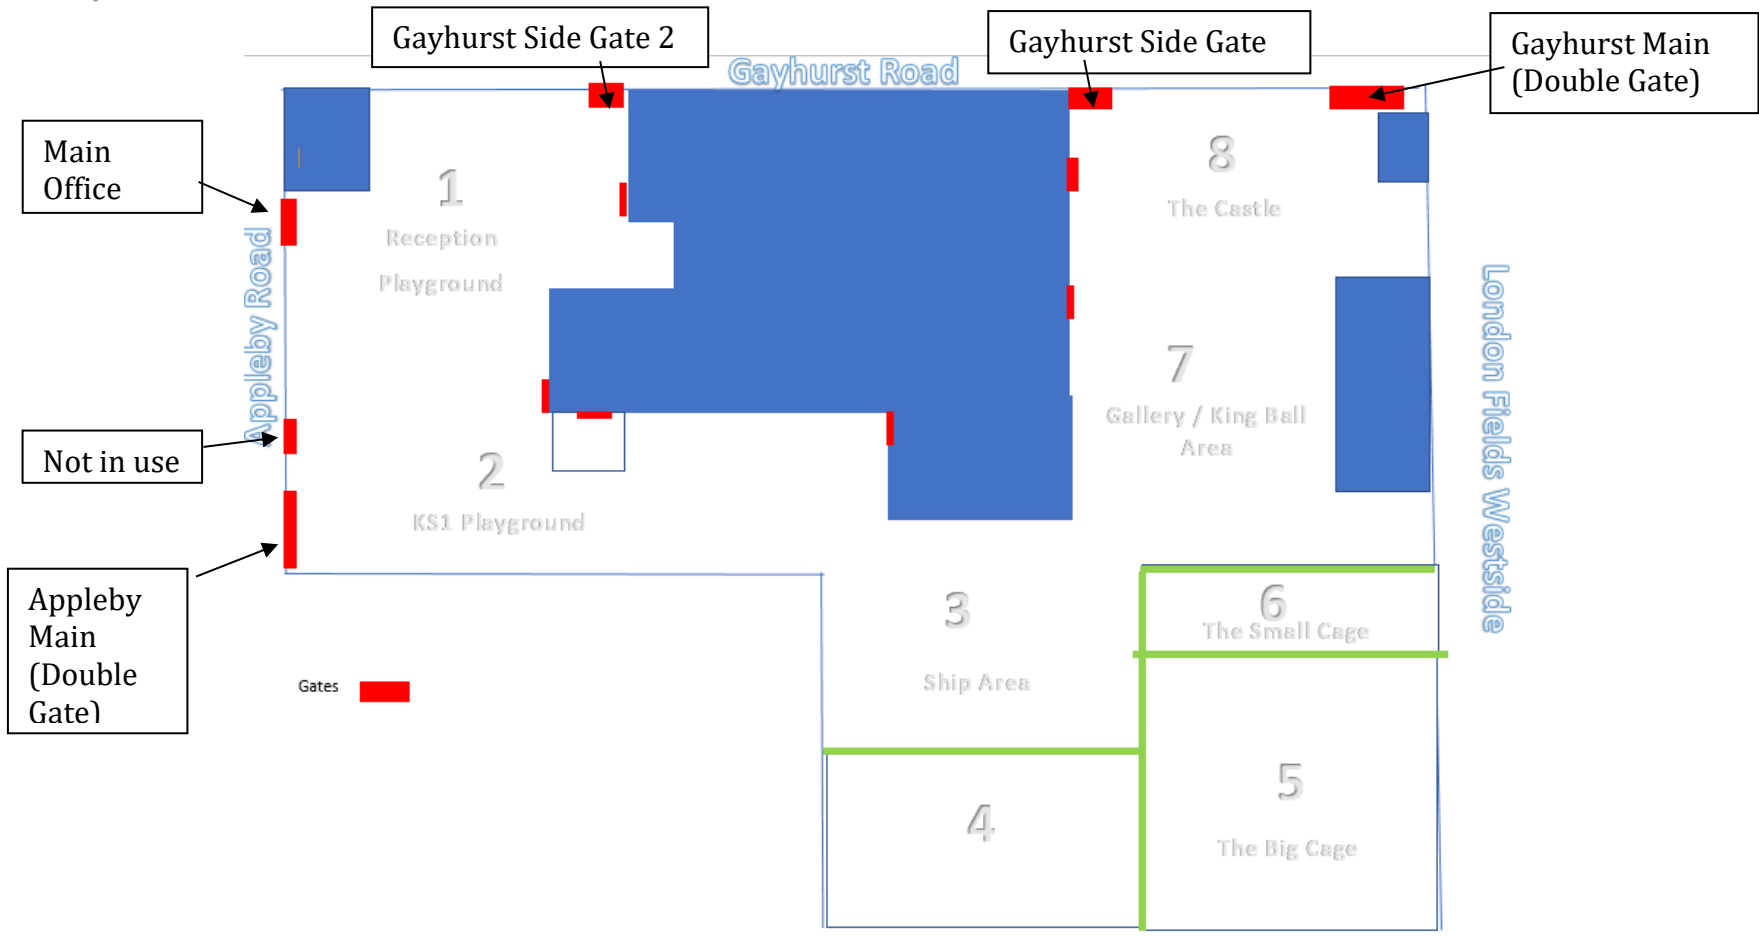 Gayhurst Side Gate 2
Gayhurst Side Gate
Gayhurst Main
(Double Gate)
Gayhurst Road
Main
Office
1
Reception
Playground
8
The Castle
Appleby Road
London Fields Westside
7
Gallery / King Ball
Area
Not in use
2
KS1 Playground
Appleby
Main
(Double
Gate)
3
Ship Area
6
The Small Cage
Gates
4
5
The Big Cage